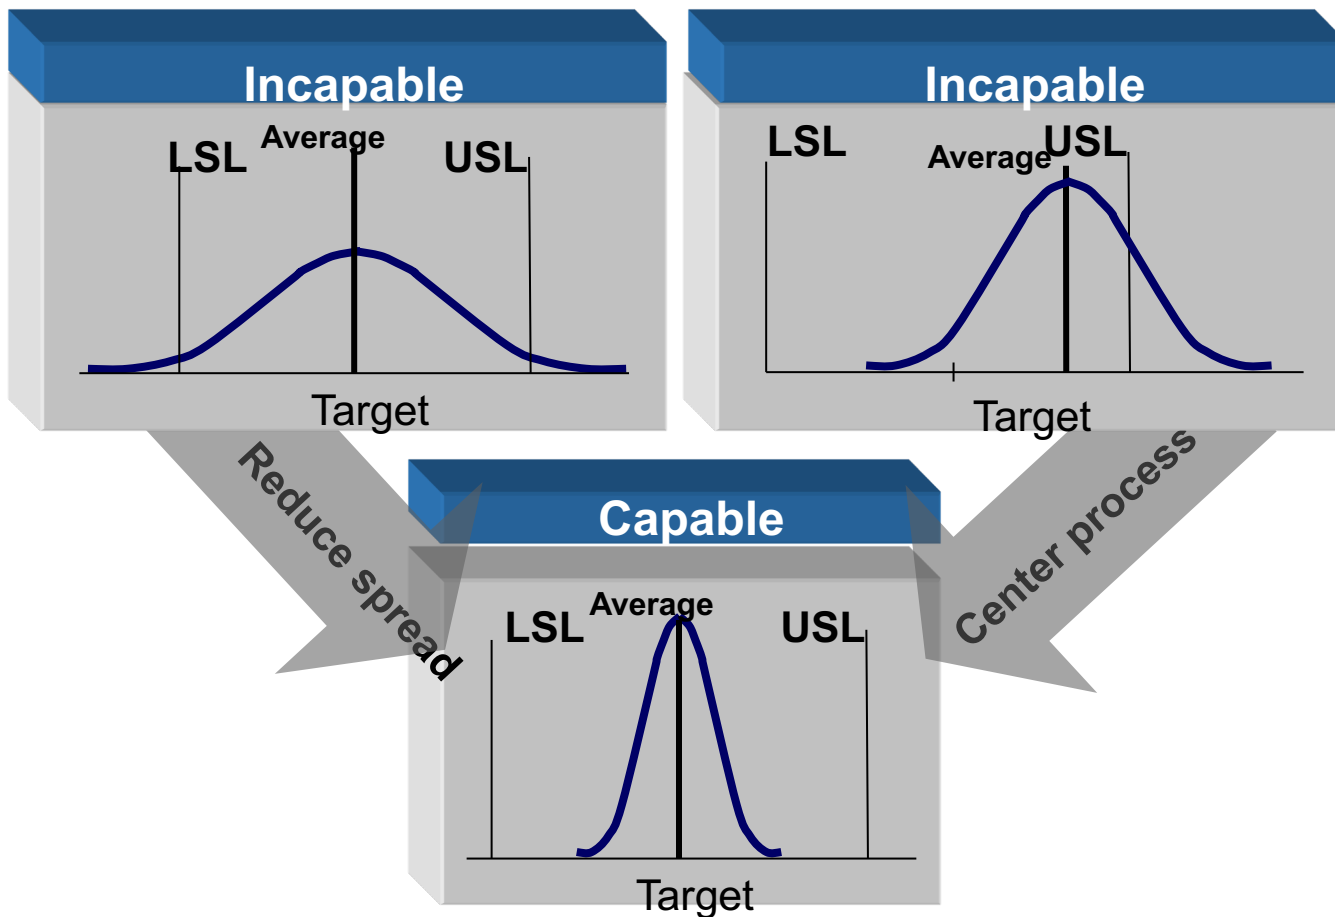 Incapable
Average
LSL
USL
Target
Incapable
LSL
Average
USL
Target
Reduce spread
Center process
Capable
Average
LSL
USL
Target